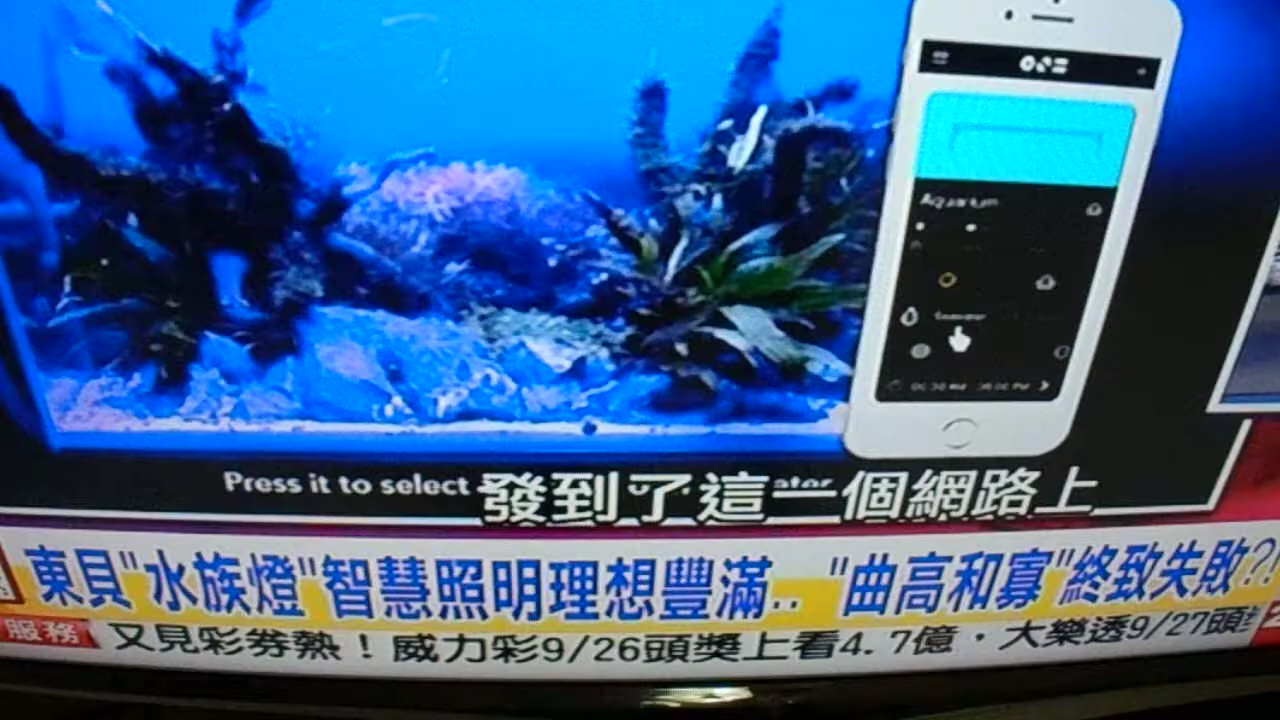 Aquarium
Press it to select
發到了這一個網路上
東貝"水族燈"智慧照明理想豐滿.. "曲高和寡"終致失敗?!
服務
又見彩券熱！威力彩9/26頭獎上看4.7億，大樂透9/27頭